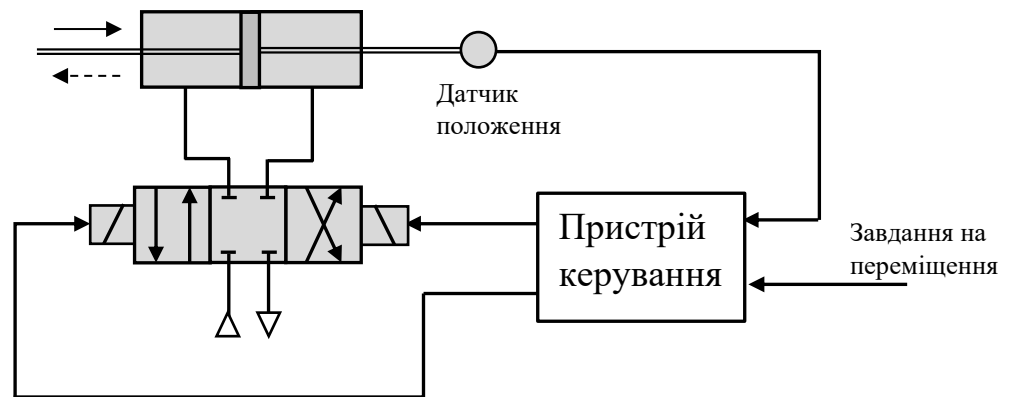 Датчик
положення
Пристрій
керування
Завдання на
переміщення